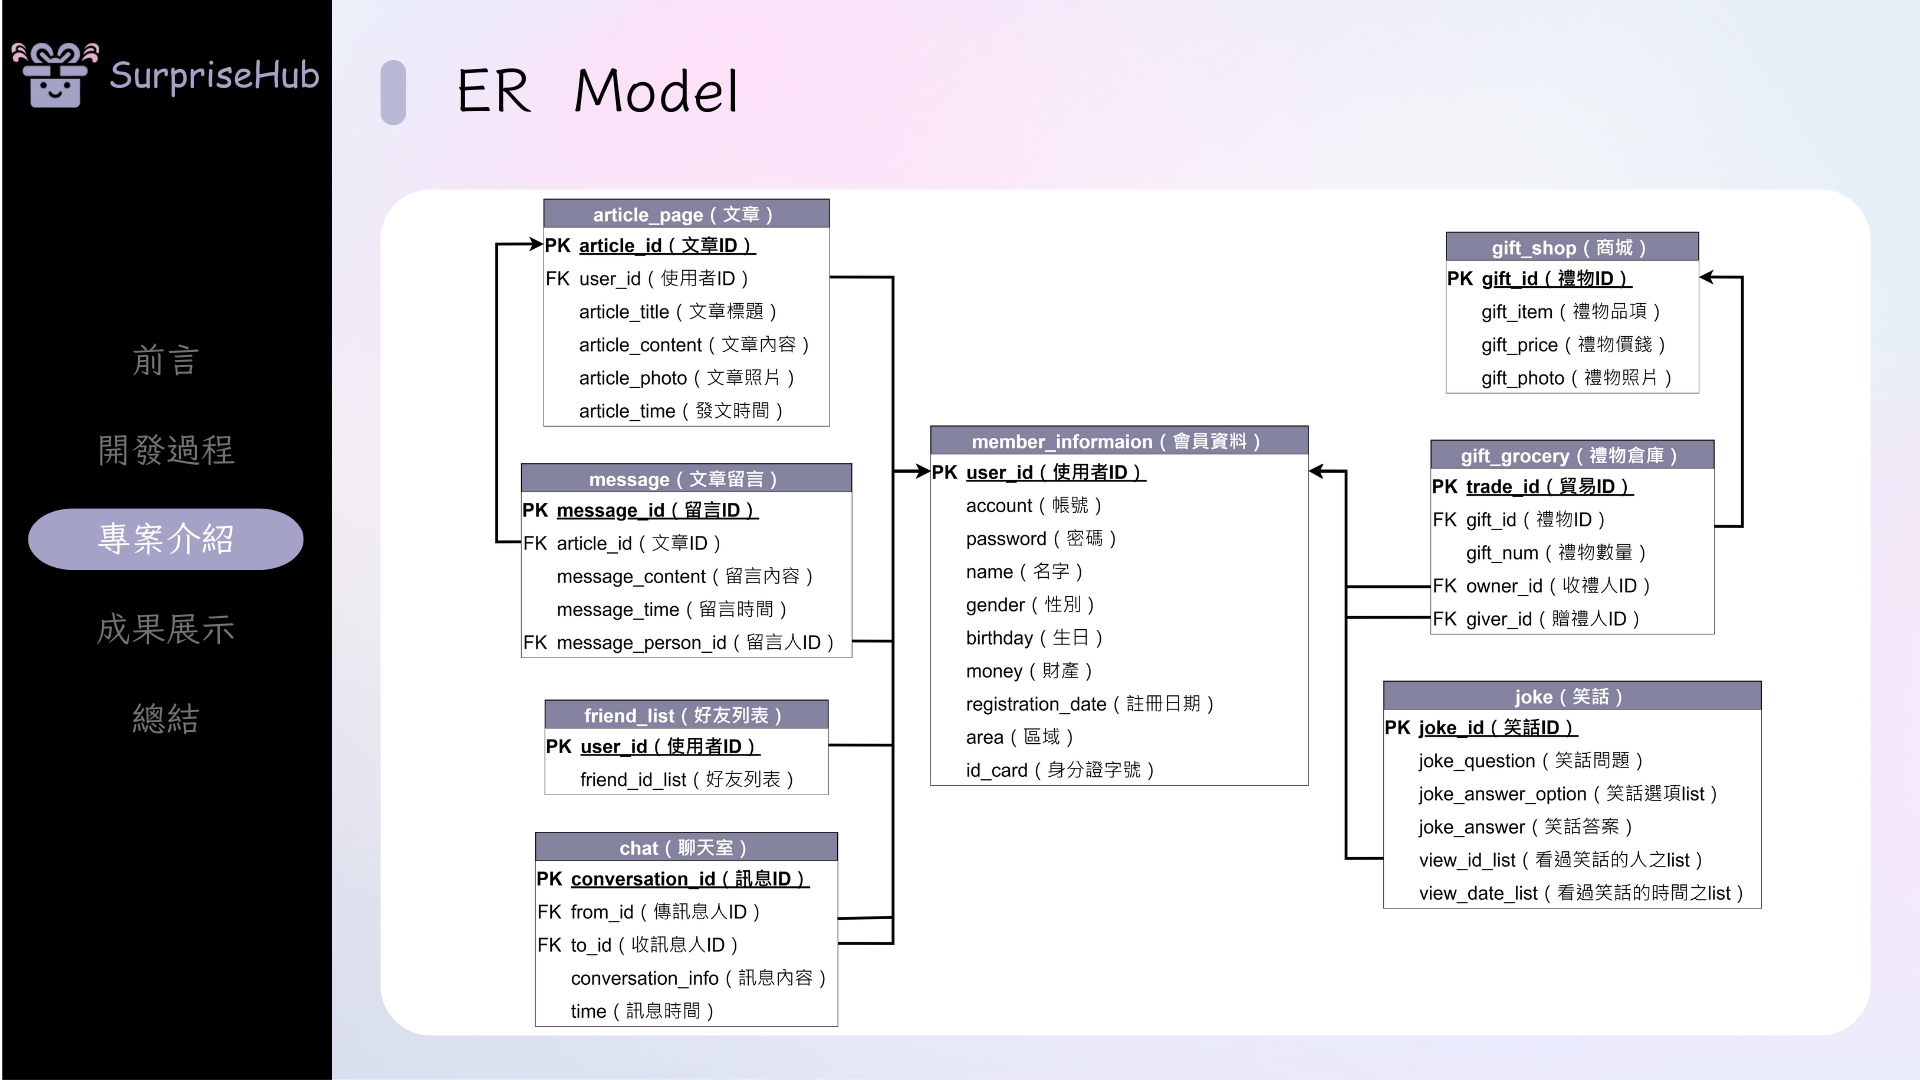 SurpriseHub
前言
開發過程
專案介紹
成果展示
總結
ER Model
article_page（文章）
PK article_id（文章ID）
FK user_id（使用者ID）
article_title（文章標題）
article_content（文章內容）
article_photo（文章照片）
article_time（發文時間）
message（文章留言）
PK message_id（留言ID）
FK article_id（文章ID）
message_content（留言內容）
message_time（留言時間）
FK message_person_id（留言人ID）
friend_list（好友列表）
PK user_id（使用者ID）
friend_id_list（好友列表）
chat（聊天室）
PK conversation_id（訊息ID）
FK from_id（傳訊息人ID）
FK to_id（收訊息人ID）
conversation_info（訊息內容）
time（訊息時間）
member_informaion（會員資料）
PK user_id（使用者ID）
account（帳號）
password（密碼）
name（名字）
gender（性別）
birthday（生日）
money（財產）
registration_date（註冊日期）
area（區域）
id_card（身分證字號）
gift_shop（商城）
PK gift_id（禮物ID）
gift_item（禮物品項）
gift_price（禮物價錢）
gift_photo（禮物照片）
gift_grocery（禮物倉庫）
PK trade_id（貿易ID）
FK gift_id（禮物ID）
gift_num（禮物數量）
FK owner_id（收禮人ID）
FK giver_id（贈禮人ID）
joke（笑話）
PK joke_id（笑話ID）
joke_question（笑話問題）
joke_answer_option（笑話選項list）
joke_answer（笑話答案）
view_id_list（看過笑話的人之list）
view_date_list（看過笑話的時間之list）